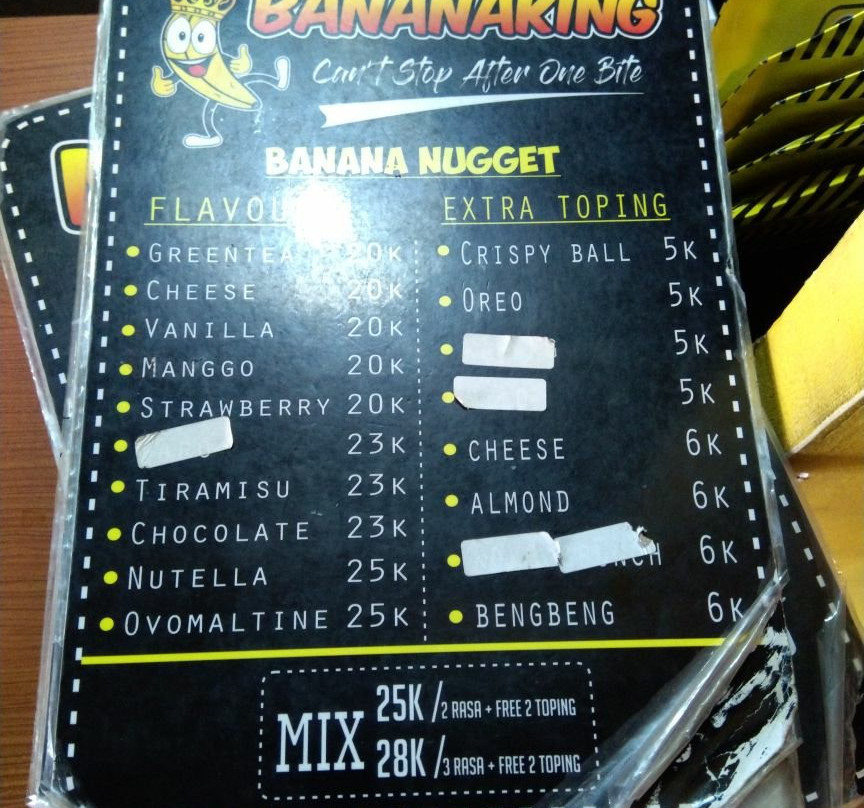 BANANAKING
Can't Stop After One Bite
BANANA NUGGET
FLAVOU
GREENTEA 20K
CHEESE 20K
VANILLA 20K
MANGGO 20K
STRAWBERRY 20K
23K
TIRAMISU 23K
CHOCOLATE 23K
NUTELLA 25K
OVOMALTINE 25K
EXTRA TOPING
CRISPY BALL 5K
OREO 5K
5K
5K
CHEESE 6K
ALMOND 6K
6K
BENGBENG 6K
MIX
25K /2 RASA + FREE 2 TOPING
28K /3 RASA + FREE 2 TOPING